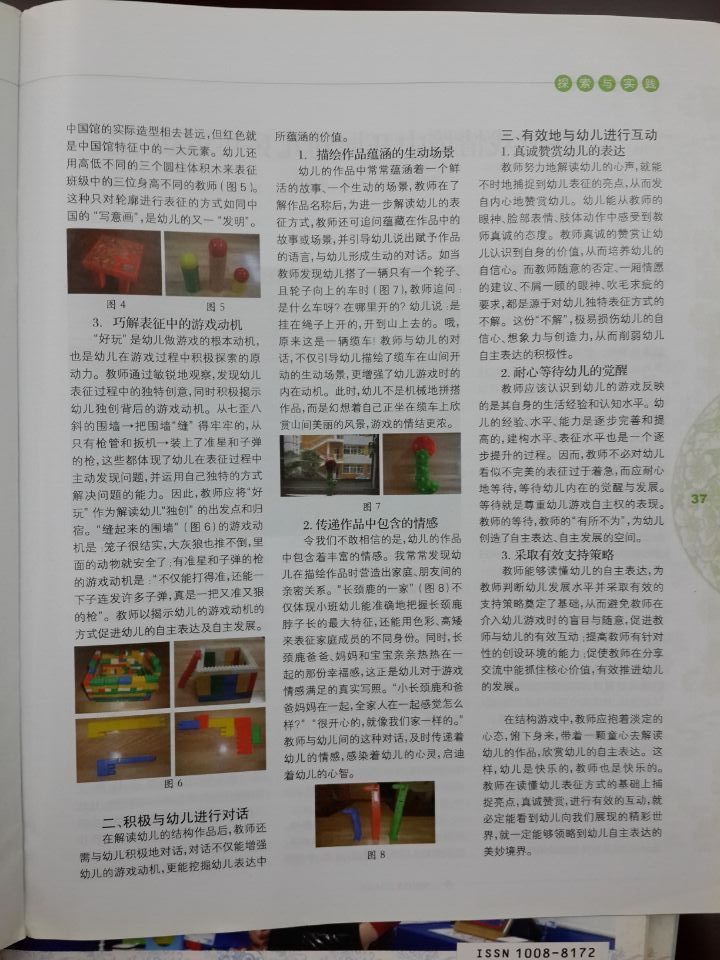 探索与实践
中国馆的实际造型相去甚远,但红色就
是中国馆特征中的一大元素。幼儿还
用高低不同的三个圆柱体积木来表征
班级中的三位身高不同的教师(图5)。
这种只对轮廓进行表征的方式如同中
国的“写意画”,是幼儿的又一“发明”。
图4
图5
3. 巧解表征中的游戏动机
“好玩”是幼儿做游戏的根本动机,
也是幼儿在游戏过程中积极探索的原
动力。教师通过敏锐地观察,发现幼儿
表征过程中的独特创意,同时积极揭示
幼儿独创背后的游戏动机。从七歪八
斜的围墙→把围墙“缝”得牢牢的,从
只有枪管和扳机→装上了准星和子弹
的枪,这些都体现了幼儿在表征过程中
主动发现问题,并运用自己独特的方式
解决问题的能力。因此,教师应将“好
玩”作为解读幼儿“独创”的出发点和归
宿。“缝起来的围墙”(图6)的游戏动
机是:笼子很结实,大灰狼也推不倒,里
面的动物就安全了;有准星和子弹的枪
的游戏动机是:“不仅能打得准,还能一
下子连发许多子弹,真是一把又准又狠
的枪”。教师以揭示幼儿的游戏动机的
方式促进幼儿的自主表达及自主发展。
图6
二、积极与幼儿进行对话
在解读幼儿的结构作品后,教师还
需与幼儿积极地对话,对话不仅能增强
幼儿的游戏动机,更能挖掘幼儿表达中
所蕴涵的价值。
1. 描绘作品蕴涵的生动场景
幼儿的作品中常常蕴涵着一个鲜
活的故事、一个生动的场景,教师在了
解作品名称后,为进一步解读幼儿的表
征方式,教师还可追问蕴藏在作品中的
故事或场景,并引导幼儿说出赋予作品
的语言,与幼儿形成生动的对话。如当
教师发现幼儿搭了一辆只有一个轮子、
且轮子向上的车时(图7),教师追问:
是什么车呀?在哪里开的?幼儿说:是
挂在绳子上开的,开到山上去的。哦,
原来这是一辆缆车!教师与幼儿的对
话,不仅引导幼儿描绘了缆车在山间开
动的生动场景,更增强了幼儿游戏时的
内在动机。此时,幼儿不是机械地拼搭
作品,而是幻想着自己正坐在缆车上欣
赏山间美丽的风景,游戏的情结更浓。
图7
2. 传递作品中包含的情感
令我们不敢相信的是,幼儿的作品
中包含着丰富的情感。我常常发现幼
儿在描绘作品时营造出家庭、朋友间的
亲密关系。“长颈鹿的一家”(图8)不
仅体现小班幼儿能准确地把握长颈鹿
脖子长的最大特征,还能用色彩、高矮
来表征家庭成员的不同身份。同时,长
颈鹿爸爸、妈妈和宝宝亲亲热热在一
起的那份幸福感,这正是幼儿对于游戏
情感满足的真实写照。“小长颈鹿和爸
爸妈妈在一起,全家人在一起感觉怎么
样?”“很开心的,就像我们家一样的。”
教师与幼儿间的这种对话,及时传递着
幼儿的情感,感染着幼儿的心灵,启迪
着幼儿的心智。
图8
三、有效地与幼儿进行互动
1. 真诚赞赏幼儿的表达
教师努力地解读幼儿的心声,就能
不时地捕捉到幼儿表征的亮点,从而发
自内心地赞赏幼儿。幼儿能从教师的
眼神、脸部表情、肢体动作中感受到教
师真诚的态度。教师真诚的赞赏让幼
儿认识到自身的价值,从而培养幼儿的
自信心。而教师随意的否定、一厢情愿
的建议、不屑一顾的眼神、吹毛求疵的
要求,都是源于对幼儿独特表征方式的
不解。这份“不解”,极易损伤幼儿的自
信心、想象力与创造力,从而削弱幼儿
自主表达的积极性。
2. 耐心等待幼儿的觉醒
教师应该认识到幼儿的游戏反映
的是其自身的生活经验和认知水平。幼
儿的经验、水平、能力是逐步完善和提
高的,建构水平、表征水平也是一个逐
步提升的过程。因而,教师不必对幼儿
看似不完美的表征过于着急,而应耐心
地等待,等待幼儿内在的觉醒与发展。
等待就是尊重幼儿游戏自主权的表现。
教师的等待,教师的“有所不为”,为幼儿
创造了自主表达、自主发展的空间。
3. 采取有效支持策略
教师能够读懂幼儿的自主表达,为
教师判断幼儿发展水平并采取有效的
支持策略奠定了基础,从而避免教师在
介入幼儿游戏时的盲目与随意,促进教
师与幼儿的有效互动;提高教师有针对
性的创设环境的能力;促使教师在分享
交流中能抓住核心价值,有效推进幼儿
的发展。
在结构游戏中,教师应抱着淡定的
心态,俯下身来,带着一颗童心去解读
幼儿的作品,欣赏幼儿的自主表达。这
样,幼儿是快乐的,教师也是快乐的。
教师在读懂幼儿表征方式的基础上捕
捉亮点,真诚赞赏,进行有效的互动,就
必定能看到幼儿向我们展现的精彩世
界,就一定能够领略到幼儿自主表达的
美妙境界。
37
ISSN 1008-8172